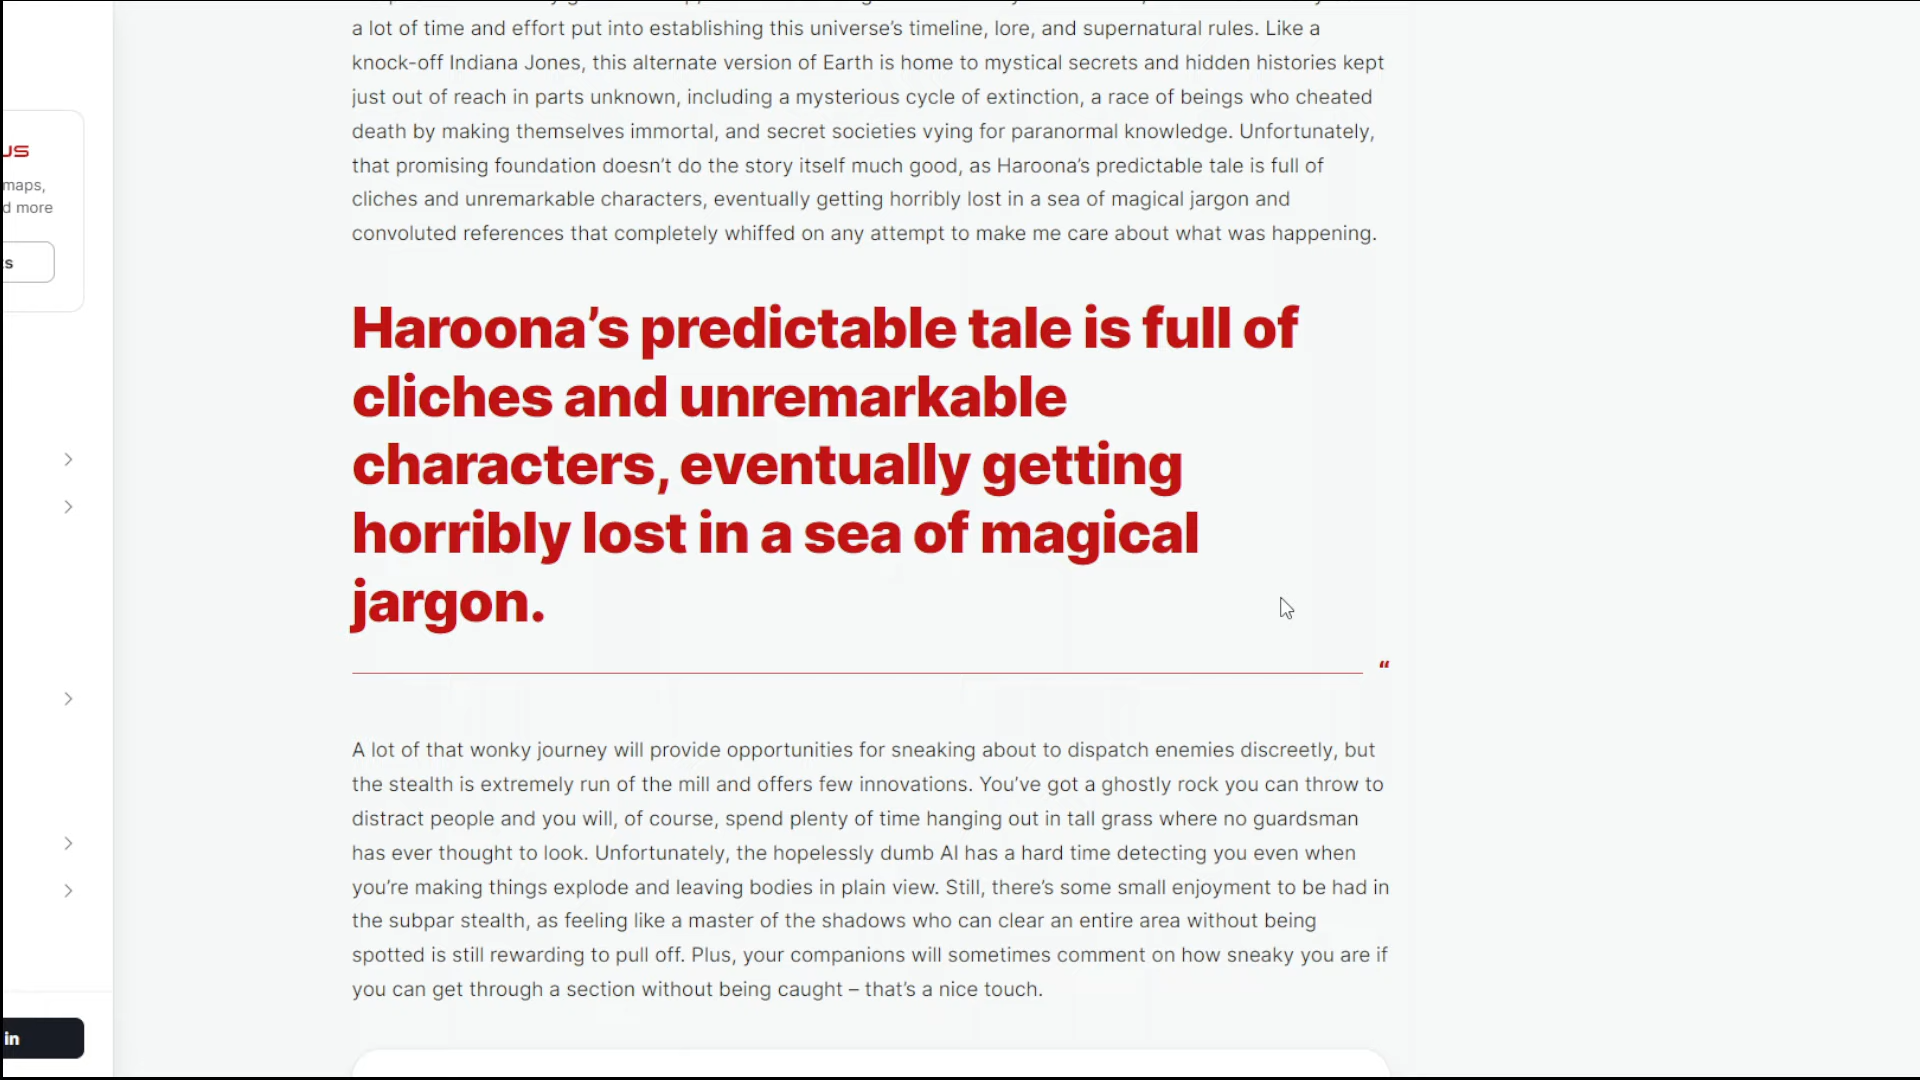 a lot of time and effort put into establishing this universe’s timeline, lore, and supernatural rules. Like a
knock-off Indiana Jones, this alternate version of Earth is home to mystical secrets and hidden histories kept
just out of reach in parts unknown, including a mysterious cycle of extinction, a race of beings who cheated
death by making themselves immortal, and secret societies vying for paranormal knowledge. Unfortunately,
that promising foundation doesn’t do the story itself much good, as Haroona’s predictable tale is full of
cliches and unremarkable characters, eventually getting horribly lost in a sea of magical jargon and
convoluted references that completely whiffed on any attempt to make me care about what was happening.
US
maps,
d more
s
Haroona’s predictable tale is full of
cliches and unremarkable
characters, eventually getting
horribly lost in a sea of magical
jargon.
“
A lot of that wonky journey will provide opportunities for sneaking about to dispatch enemies discreetly, but
the stealth is extremely run of the mill and offers few innovations. You’ve got a ghostly rock you can throw to
distract people and you will, of course, spend plenty of time hanging out in tall grass where no guardsman
has ever thought to look. Unfortunately, the hopelessly dumb AI has a hard time detecting you even when
you’re making things explode and leaving bodies in plain view. Still, there’s some small enjoyment to be had in
the subpar stealth, as feeling like a master of the shadows who can clear an entire area without being
spotted is still rewarding to pull off. Plus, your companions will sometimes comment on how sneaky you are if
you can get through a section without being caught – that’s a nice touch.
in